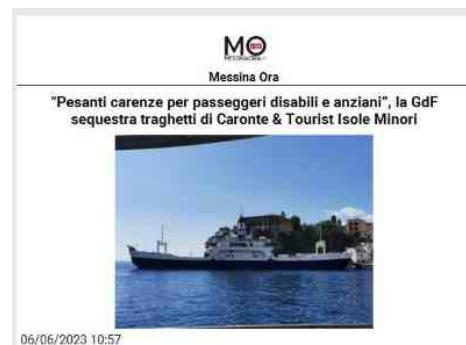 MO
Messina Ora
"Pesanti carenze per passeggeri disabili e anziani", la GdF
sequestra traghetti di Caronte & Tourist Isole Minori
06/06/2023 10:57